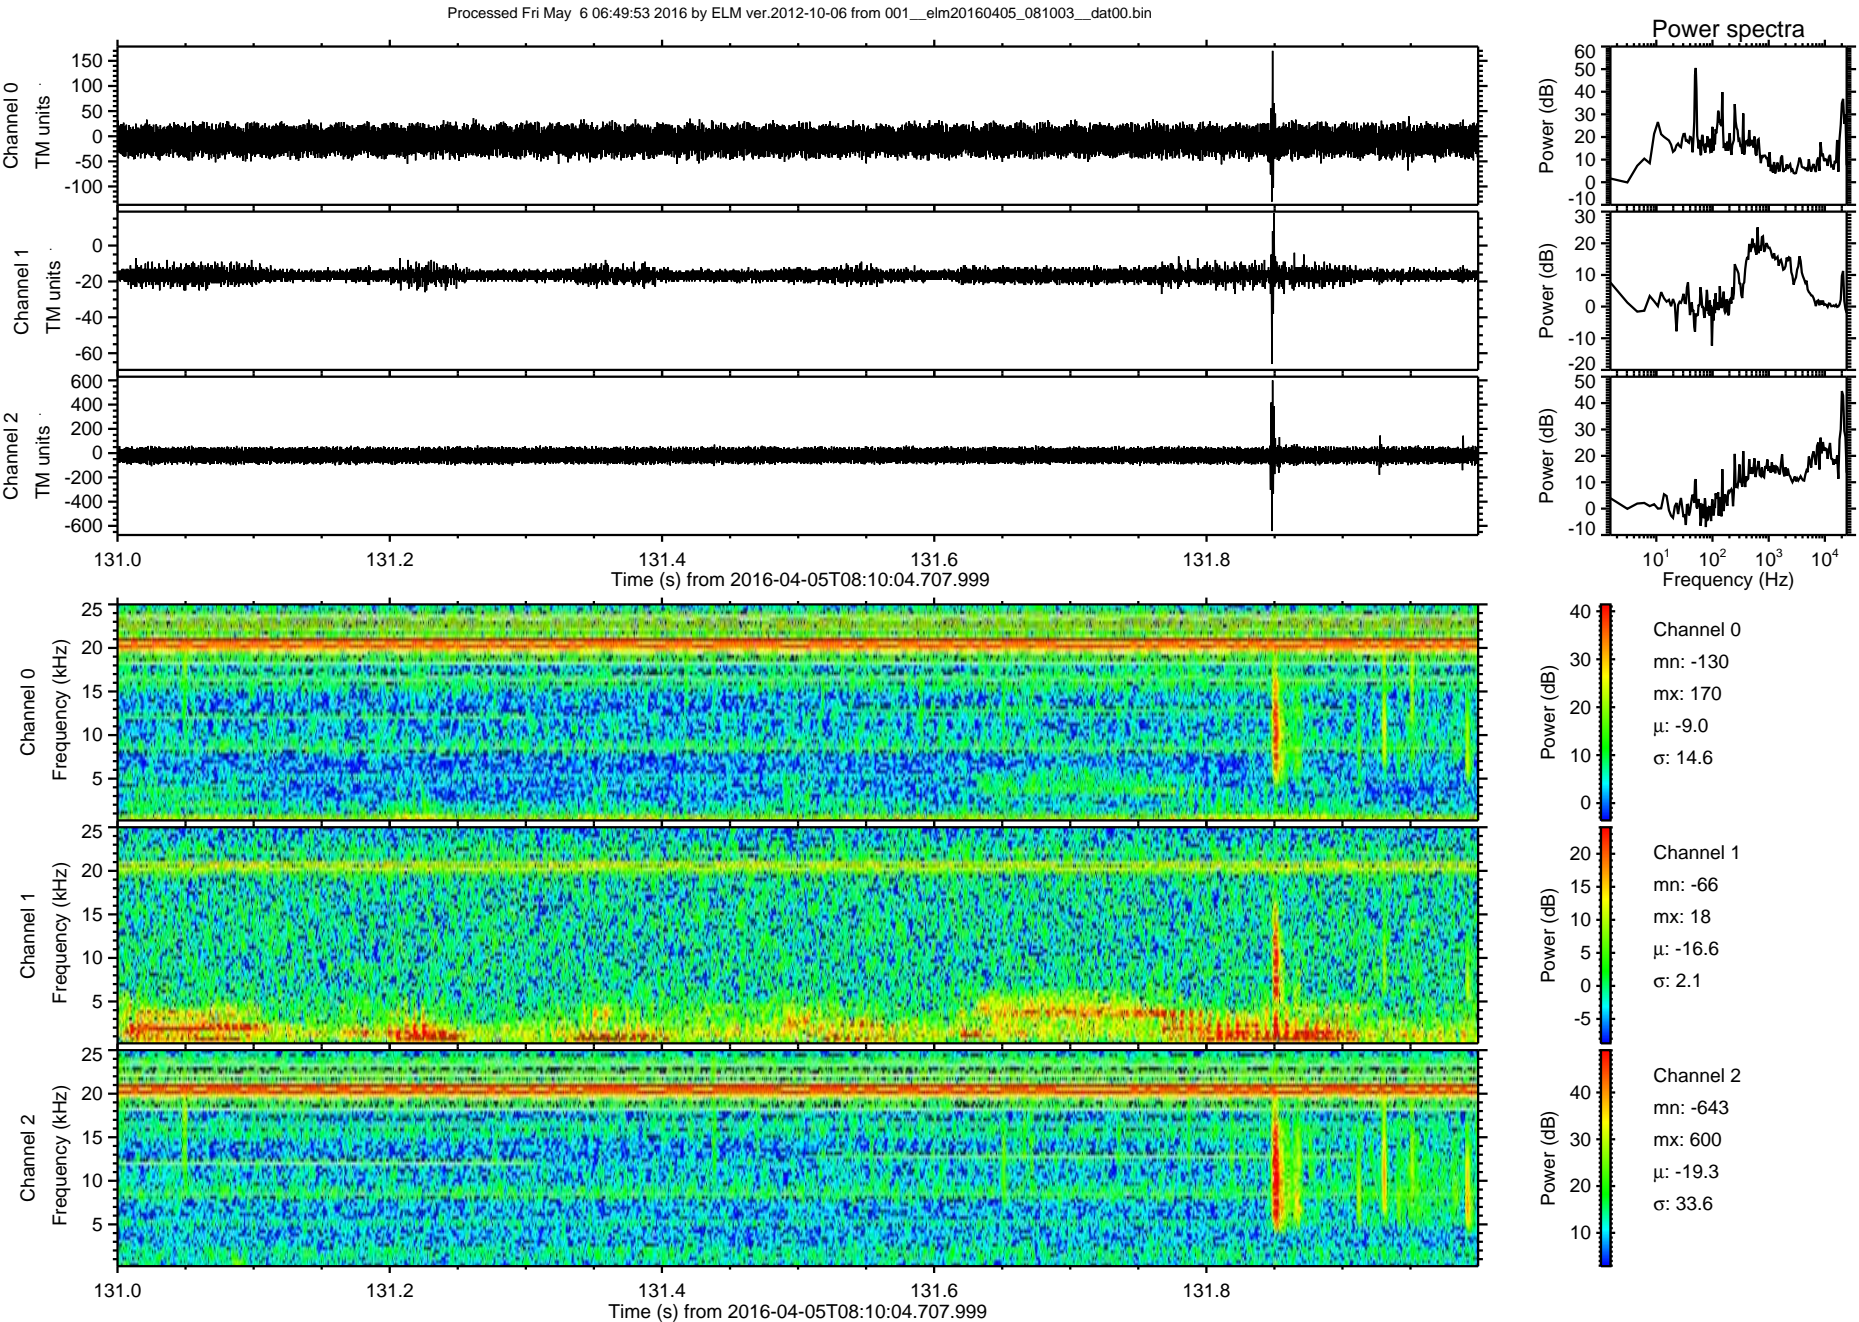 Processed Fri May  6 06:49:53 2016 by ELM ver.2012-10-06 from 001__elm20160405_081003__dat00.bin
Power spectra
Channel 0
TM units
150
100
50
0
-50
-100
Power (dB)
60
50
40
30
20
10
0
-10
Channel 1
TM units
0
-20
-40
-60
Power (dB)
30
20
10
0
-10
-20
Channel 2
TM units
600
400
200
0
-200
-400
-600
Power (dB)
50
40
30
20
10
0
-10
131.0 131.2 131.4 131.6 131.8
Time (s) from 2016-04-05T08:10:04.707.999
10^1 10^2 10^3 10^4
Frequency (Hz)
Channel 0
Frequency (kHz)
25
20
15
10
5
Power (dB)
40
30
20
10
0
Channel 0
mn: -130
mx: 170
μ: -9.0
σ: 14.6
Channel 1
Frequency (kHz)
25
20
15
10
5
Power (dB)
20
15
10
5
0
-5
Channel 1
mn: -66
mx: 18
μ: -16.6
σ: 2.1
Channel 2
Frequency (kHz)
25
20
15
10
5
Power (dB)
40
30
20
10
Channel 2
mn: -643
mx: 600
μ: -19.3
σ: 33.6
131.0 131.2 131.4 131.6 131.8
Time (s) from 2016-04-05T08:10:04.707.999